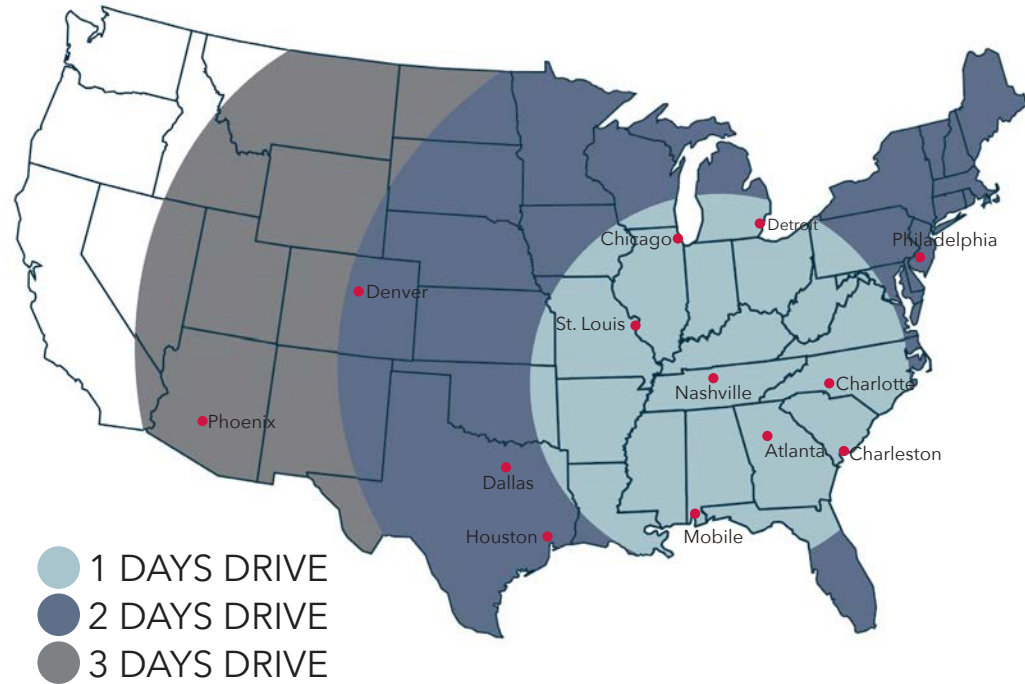 Detroit
Chicago
Philadelphia
Denver
St. Louis
Nashville
Charlotte
Phoenix
Atlanta
Charleston
Dallas
Houston
Mobile
1 DAYS DRIVE
2 DAYS DRIVE
3 DAYS DRIVE